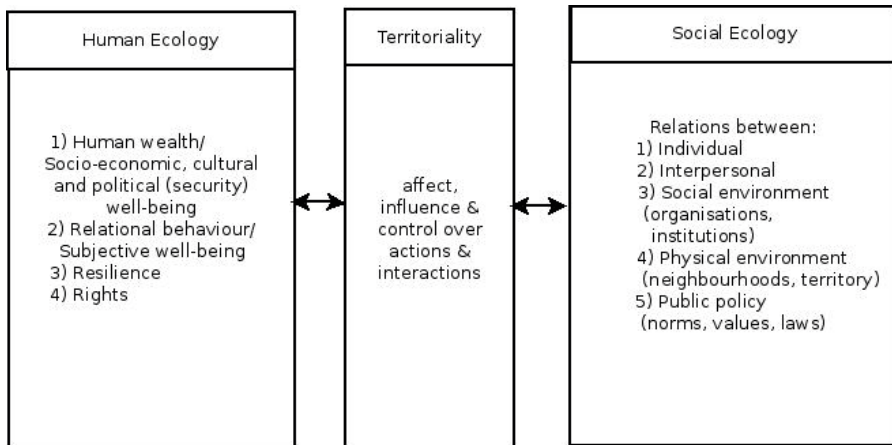 Human Ecology
1) Human wealth/
Socio-economic, cultural
and political (security)
well-being
2) Relational behaviour/
Subjective well-being
3) Resilience
4) Rights
Territoriality
affect,
influence &
control over
actions &
interactions
Social Ecology
Relations between:
1) Individual
2) Interpersonal
3) Social environment
(organisations,
institutions)
4) Physical environment
(neighbourhoods, territory)
5) Public policy
(norms, values, laws)